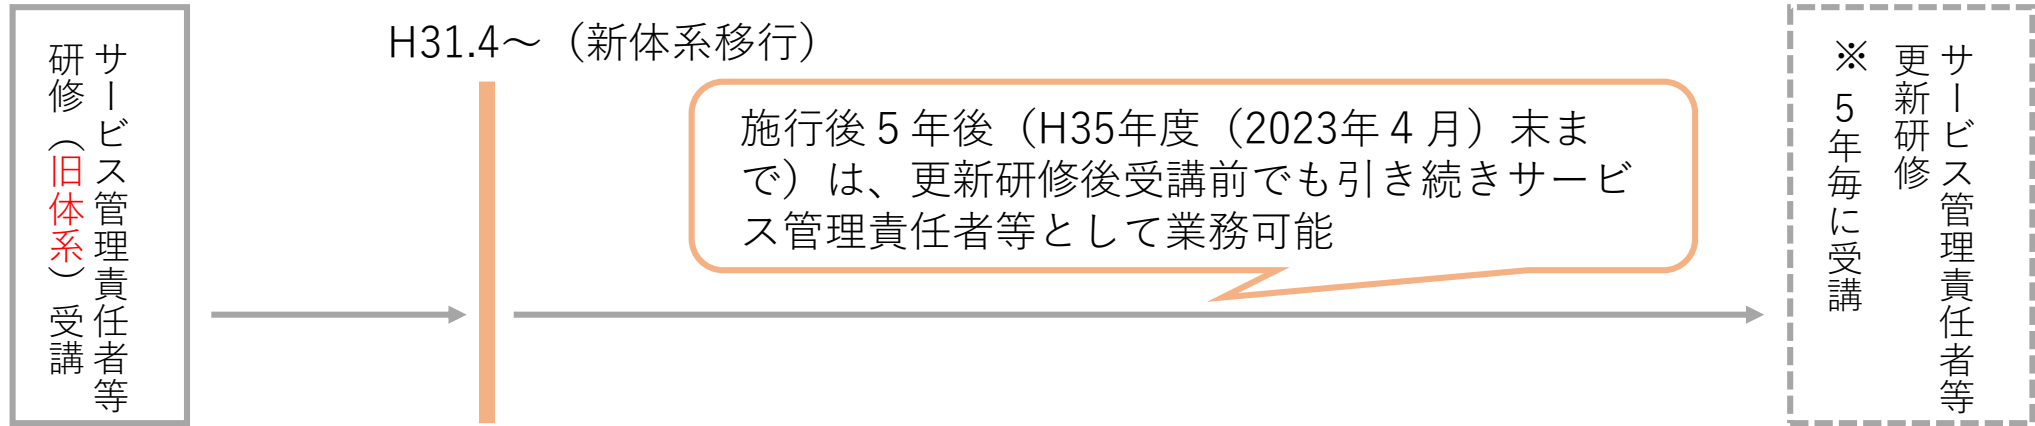 サービス管理責任者等
研修（旧体系）受講
H31.4～（新体系移行）
施行後５年後（H35年度（2023年４月）末ま
で）は、更新研修後受講前でも引き続きサービ
ス管理責任者等として業務可能
サービス管理責任者等
更新研修
※ 5年毎に受講